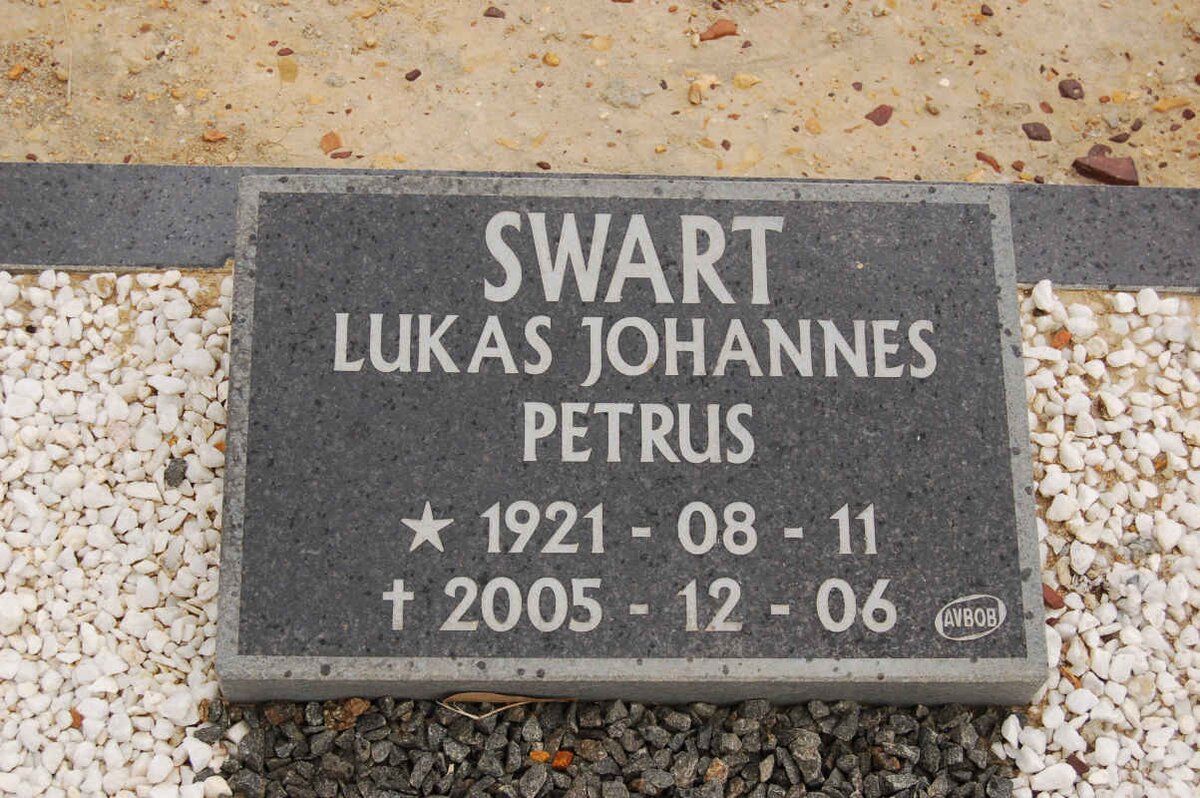 SWART
LUKAS JOHANNES
PETRUS
★ 1921 - 08 - 11
† 2005 - 12 - 06
AVBOB